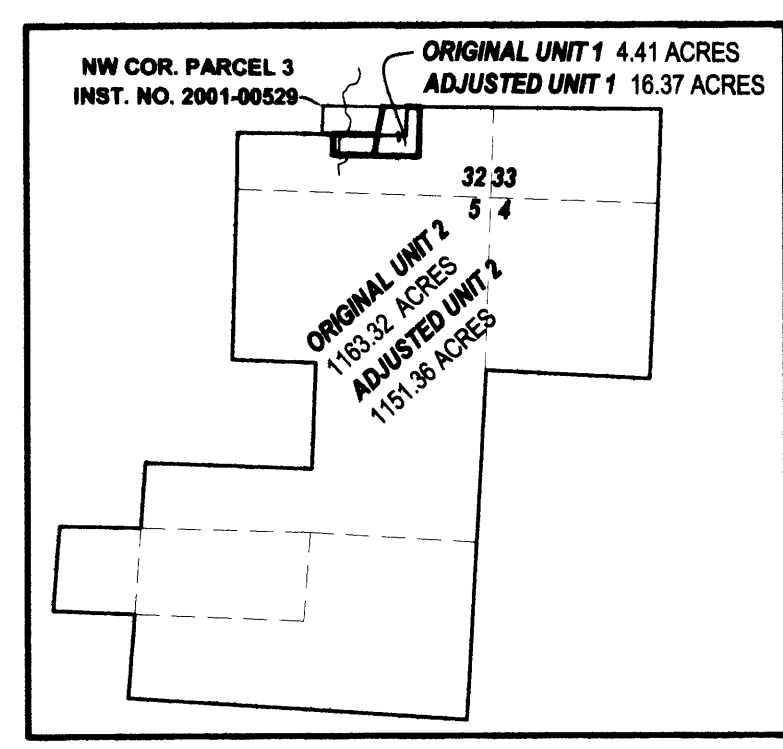 NW COR. PARCEL 3
INST. NO. 2001-00529
ORIGINAL UNIT 1 4.41 ACRES
ADJUSTED UNIT 1 16.37 ACRES
32 33
5 4
ORIGINAL UNIT 2
1163.32 ACRES
ADJUSTED UNIT 2
1151.36 ACRES